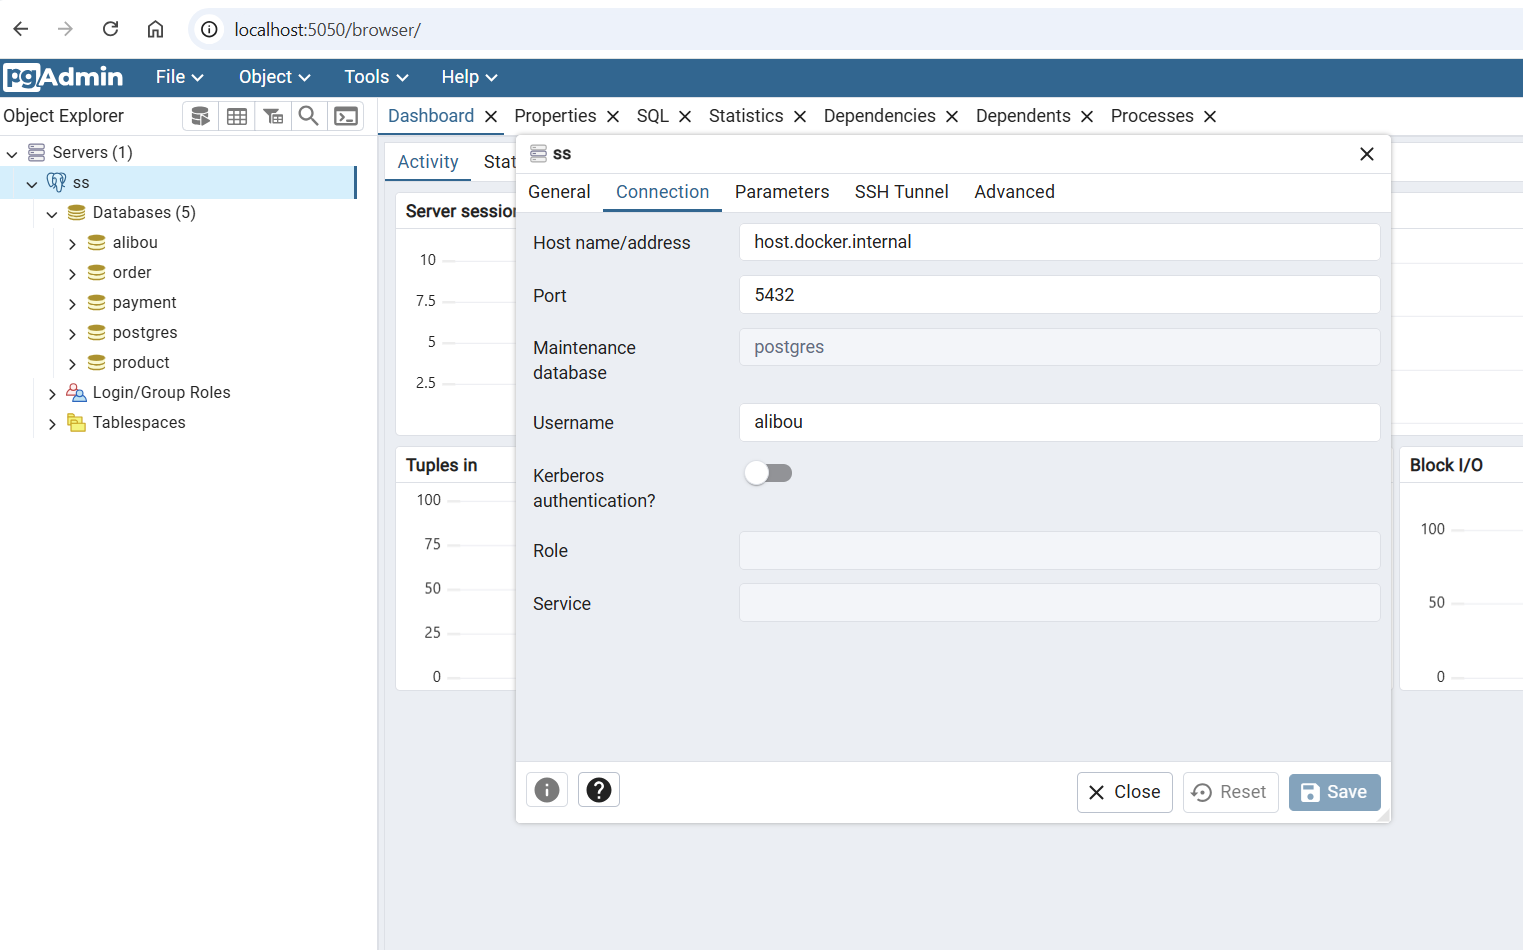 localhost:5050/browser/
pgAdmin File Object Tools Help
Object Explorer
Dashboard Properties SQL Statistics Dependencies Dependents Processes
Servers (1)
ss
Databases (5)
alibou
order
payment
postgres
product
Login/Group Roles
Tablespaces
Activity Stat
Server session
10
7.5
5
2.5
Tuples in
100
75
50
25
0
ss
General Connection Parameters SSH Tunnel Advanced
Host name/address host.docker.internal
Port 5432
Maintenance
database
postgres
Username alibou
Kerberos
authentication?
Role
Service
Close Reset Save
Block I/O
100
50
0